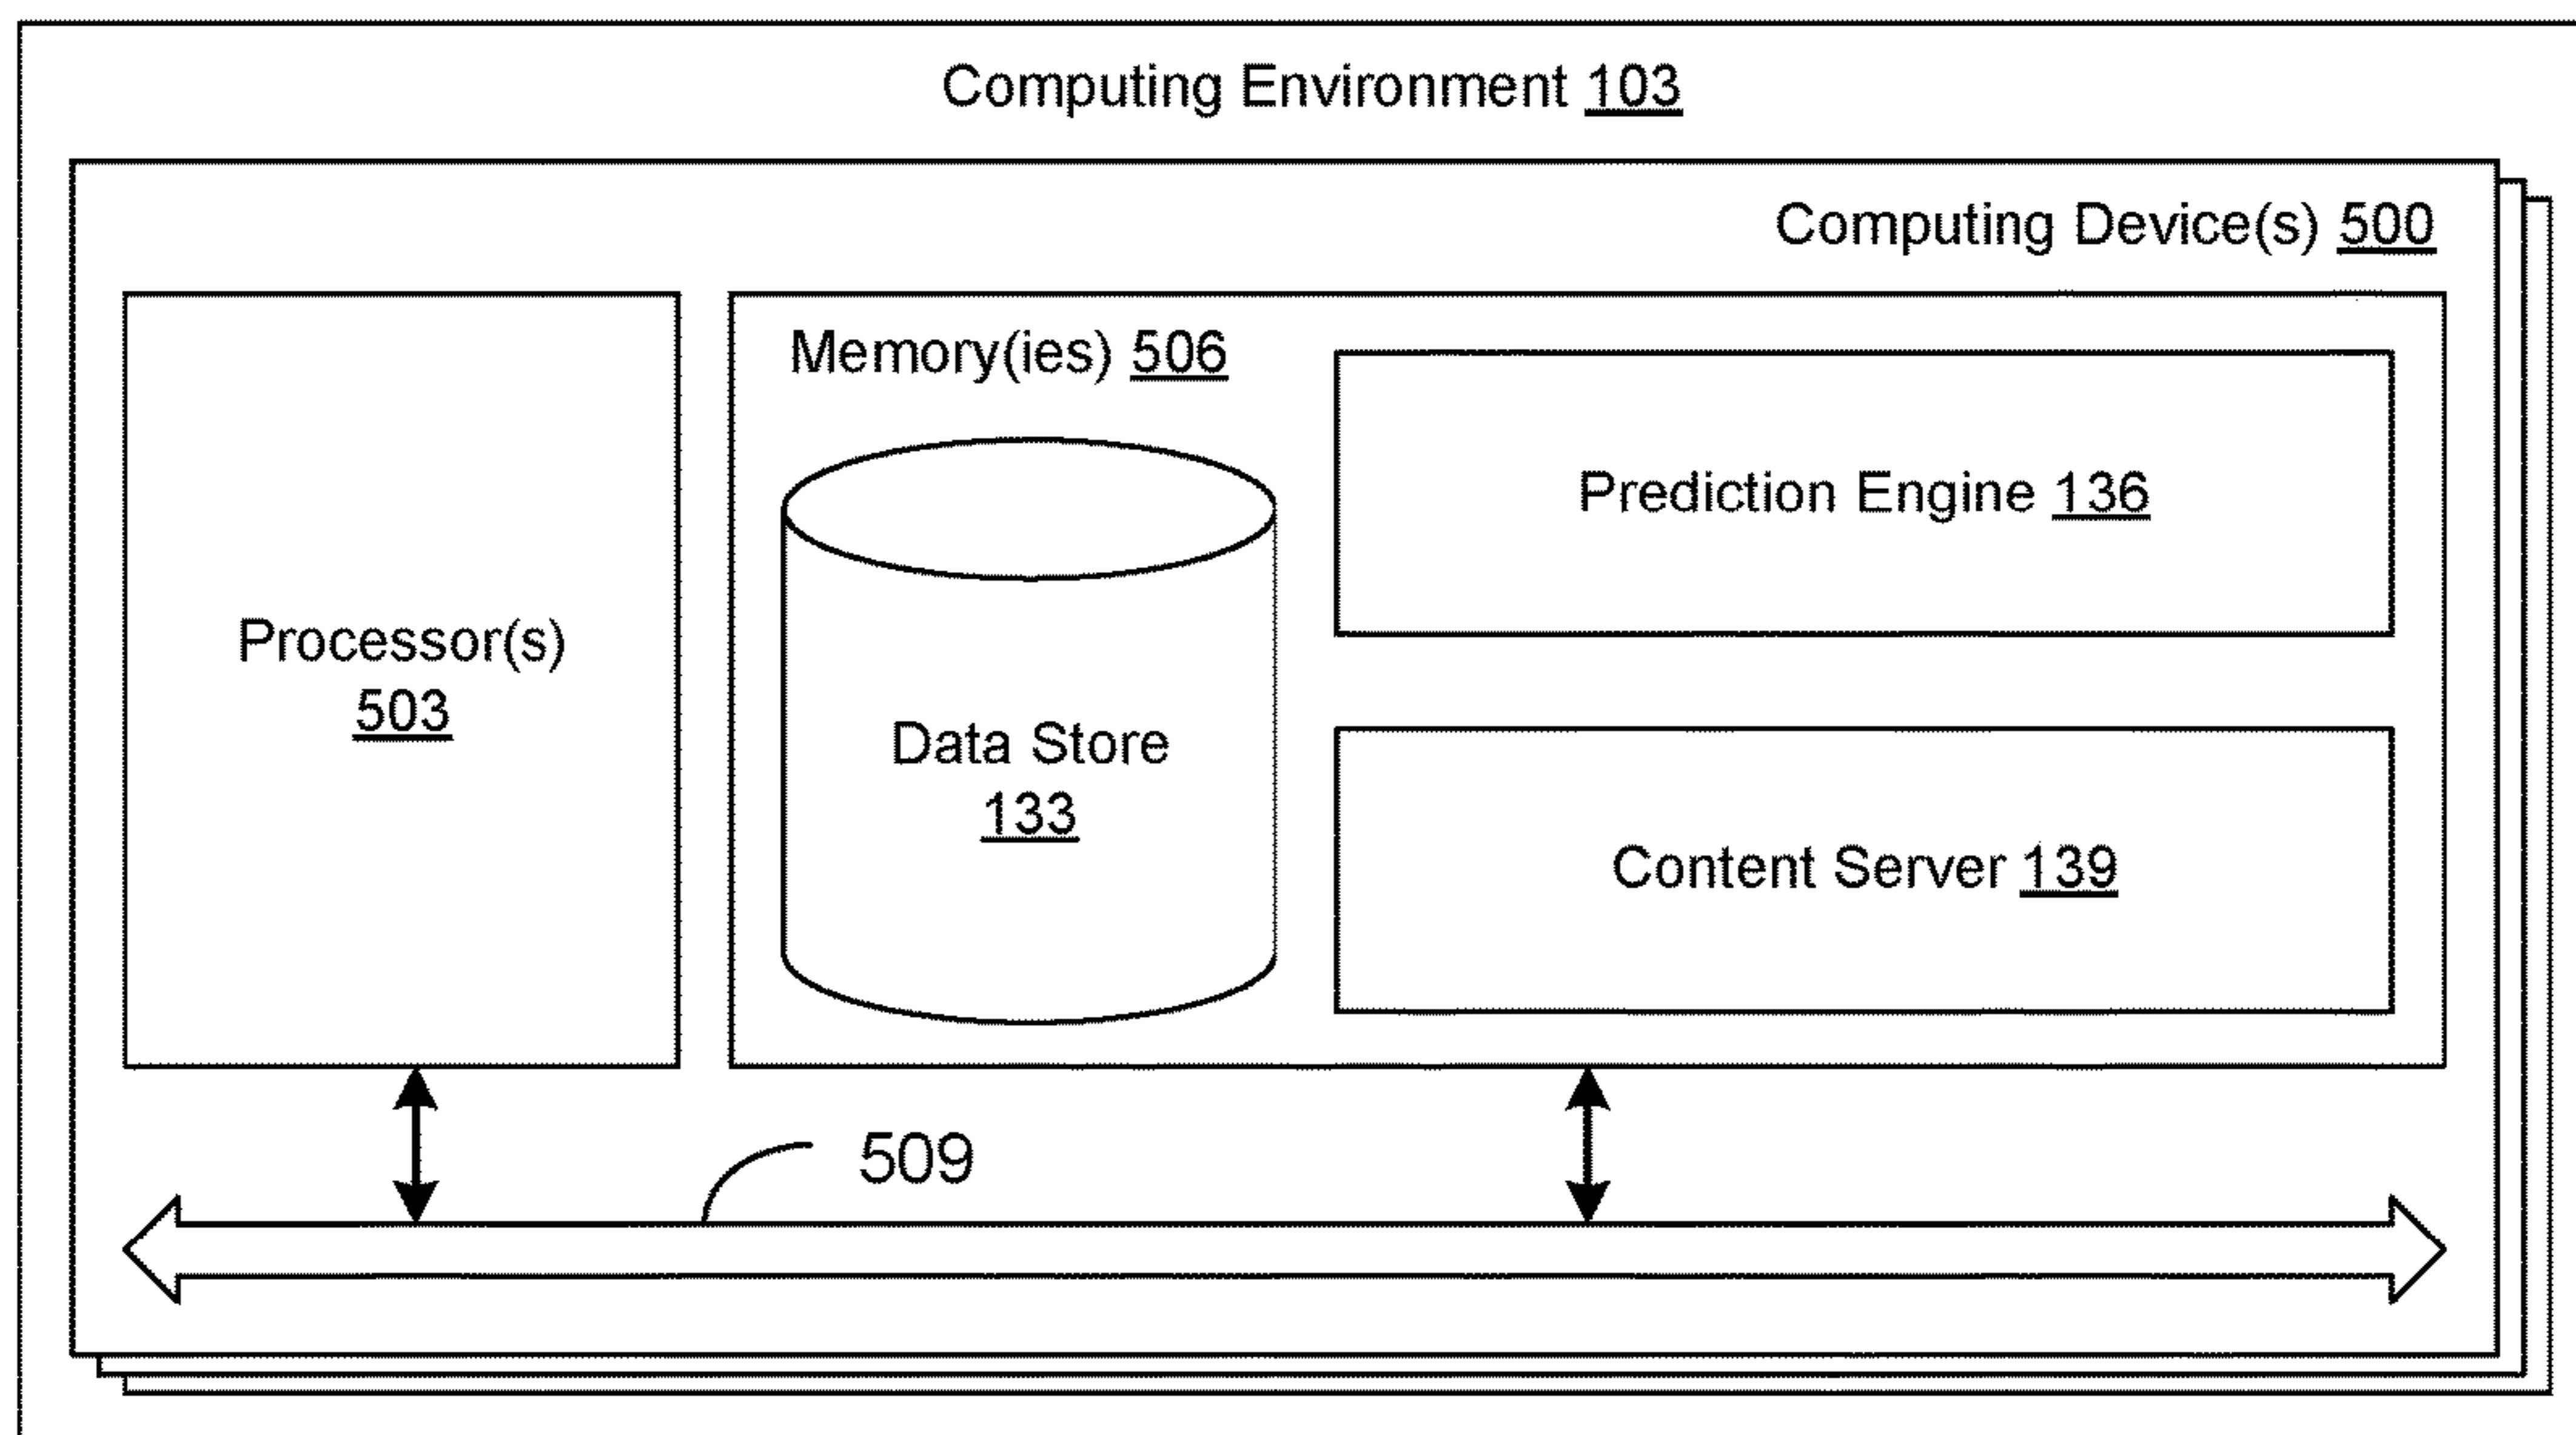 Computing Environment 103
Computing Device(s) 500
Processor(s)
503
Memory(ies) 506
Data Store
133
Prediction Engine 136
Content Server 139
509